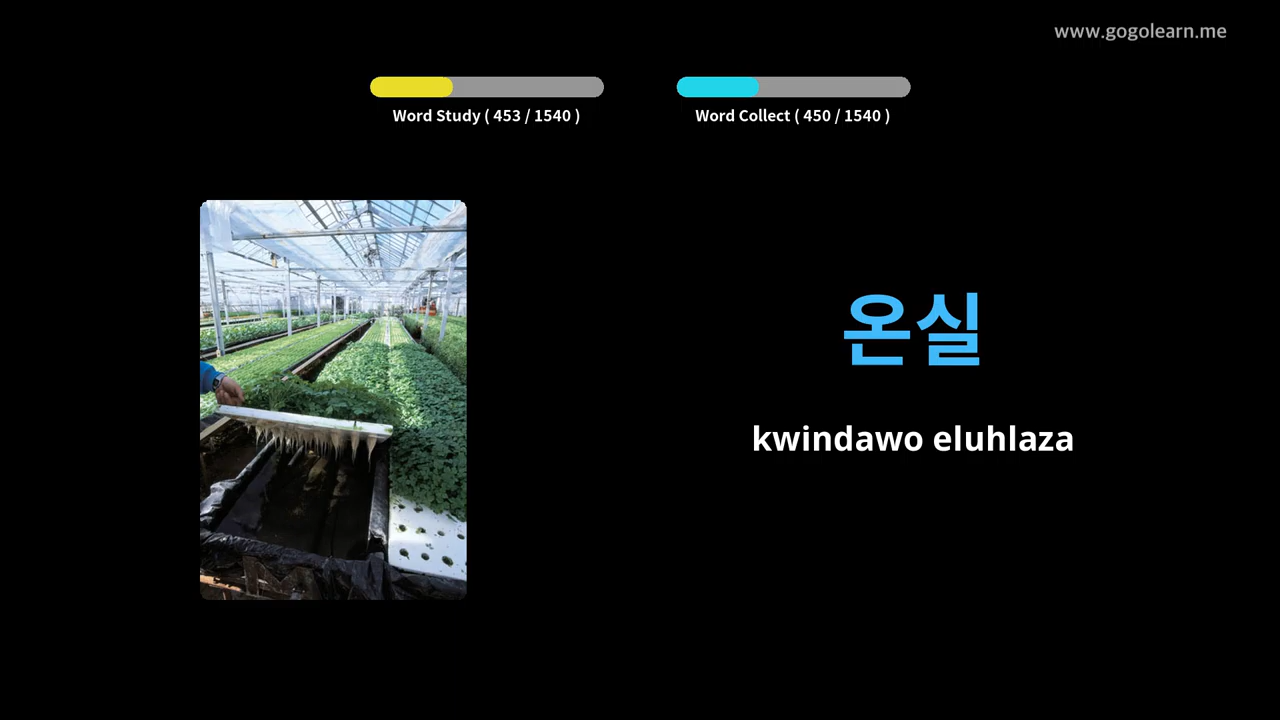 www.gogolearn.me
Word Study ( 453 / 1540 )
Word Collect ( 450 / 1540 )
온실
kwindawo eluhlaza